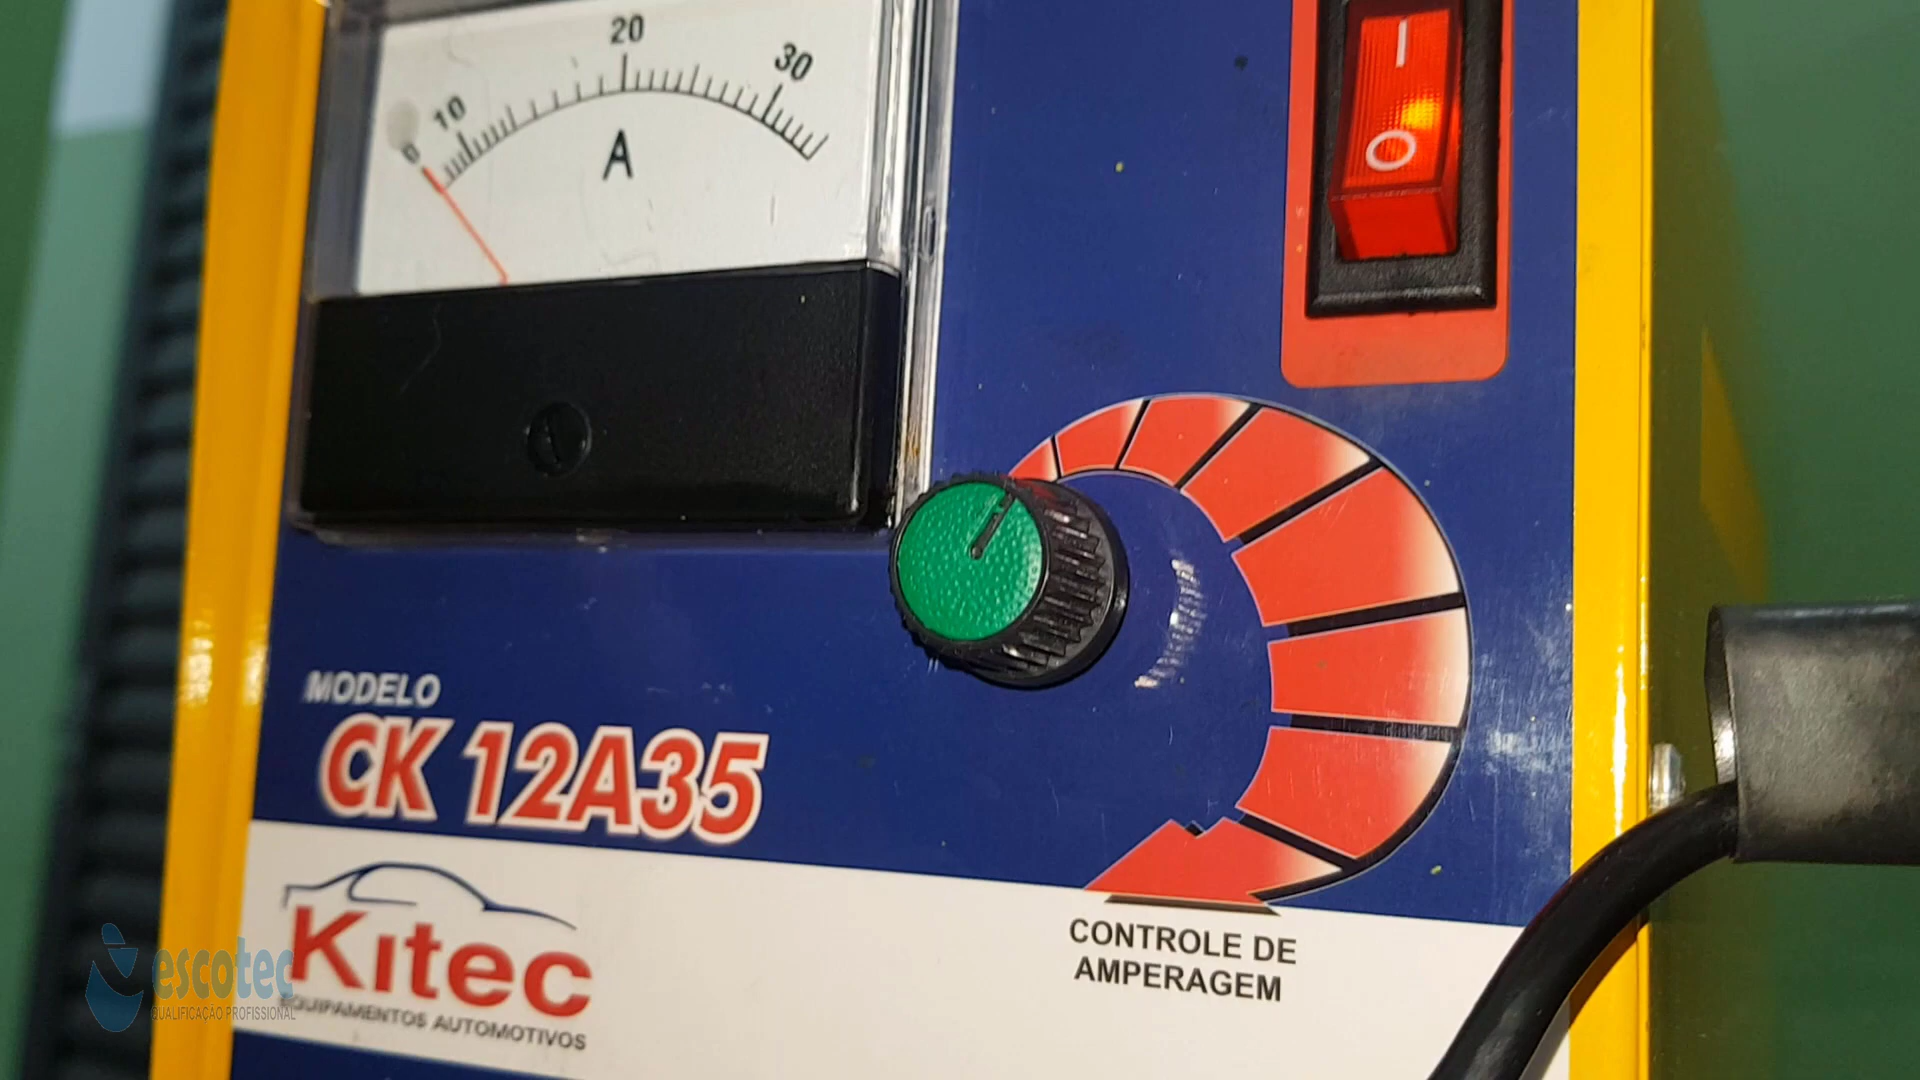 0
10
20
30
A
I
O
MODELO
CK 12A35
Kitec
EQUIPAMENTOS AUTOMOTIVOS
CONTROLE DE
AMPERAGEM
escotec
QUALIFICAÇÃO PROFISSIONAL